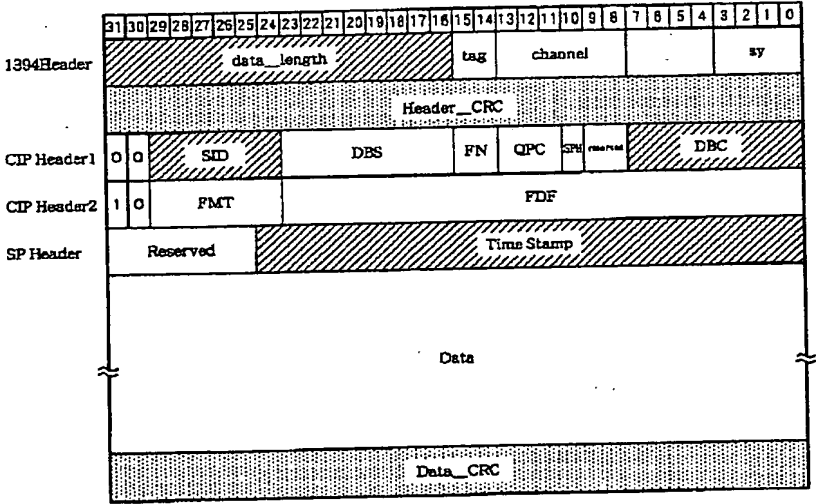 31 30 29 28 27 26 25 24 23 22 21 20 19 18 17 16 15 14 13 12 11 10 9 8 7 6 5 4 3 2 1 0
1394Header data_length tag channel sy
Header_CRC
CIP Header1 0 0 SID DBS FN QPC SPH reserved DBC
CIP Header2 1 0 FMT FDF
SP Header Reserved Time Stamp
Data
Data_CRC